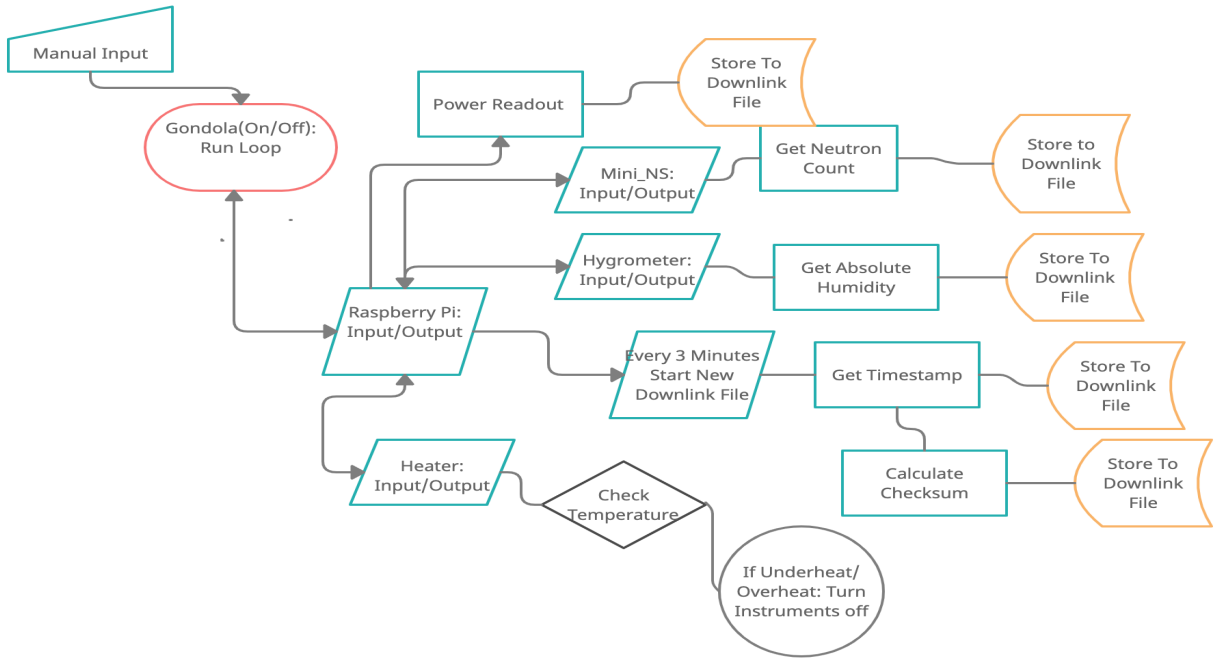 Manual Input
Gondola(On/Off):
Run Loop
Power Readout
Store To
Downlink
File
Mini_NS:
Input/Output
Get Neutron
Count
Store to
Downlink
File
Hygrometer:
Input/Output
Get Absolute
Humidity
Store To
Downlink
File
Raspberry Pi:
Input/Output
Every 3 Minutes
Start New
Downlink File
Get Timestamp
Store To
Downlink
File
Calculate
Checksum
Store To
Downlink
File
Heater:
Input/Output
Check
Temperature
If Underheat/
Overheat: Turn
Instruments off